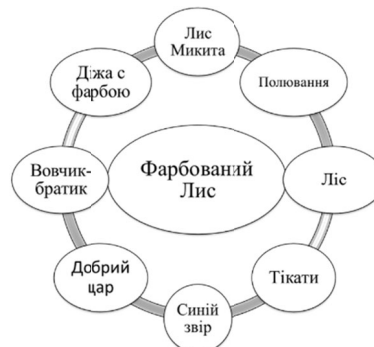 Лис
Микита
Полювання
Ліс
Тікати
Синій
звір
Добрий
цар
Вовчик-
братик
Діжа с
фарбою
Фарбований
Лис